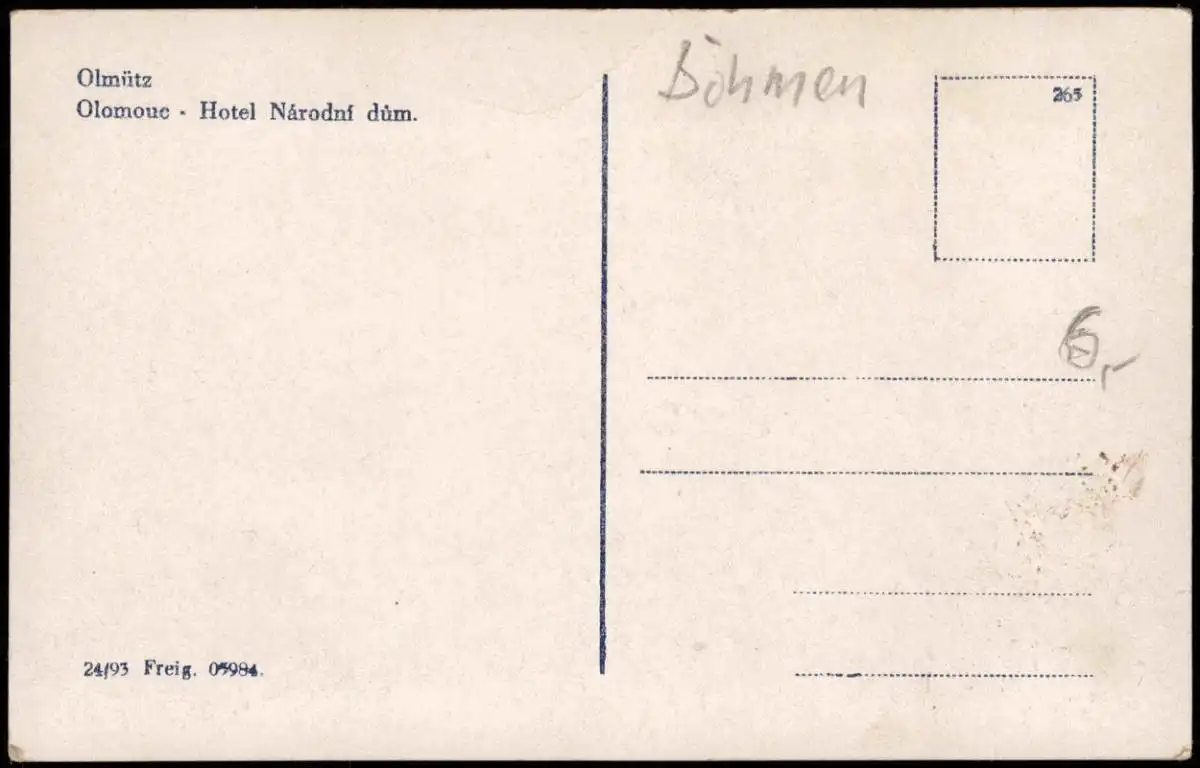 Olmütz
Olomouc - Hotel Národní dům.
Böhmen
265
6,-
24/93 Freig. 05984.